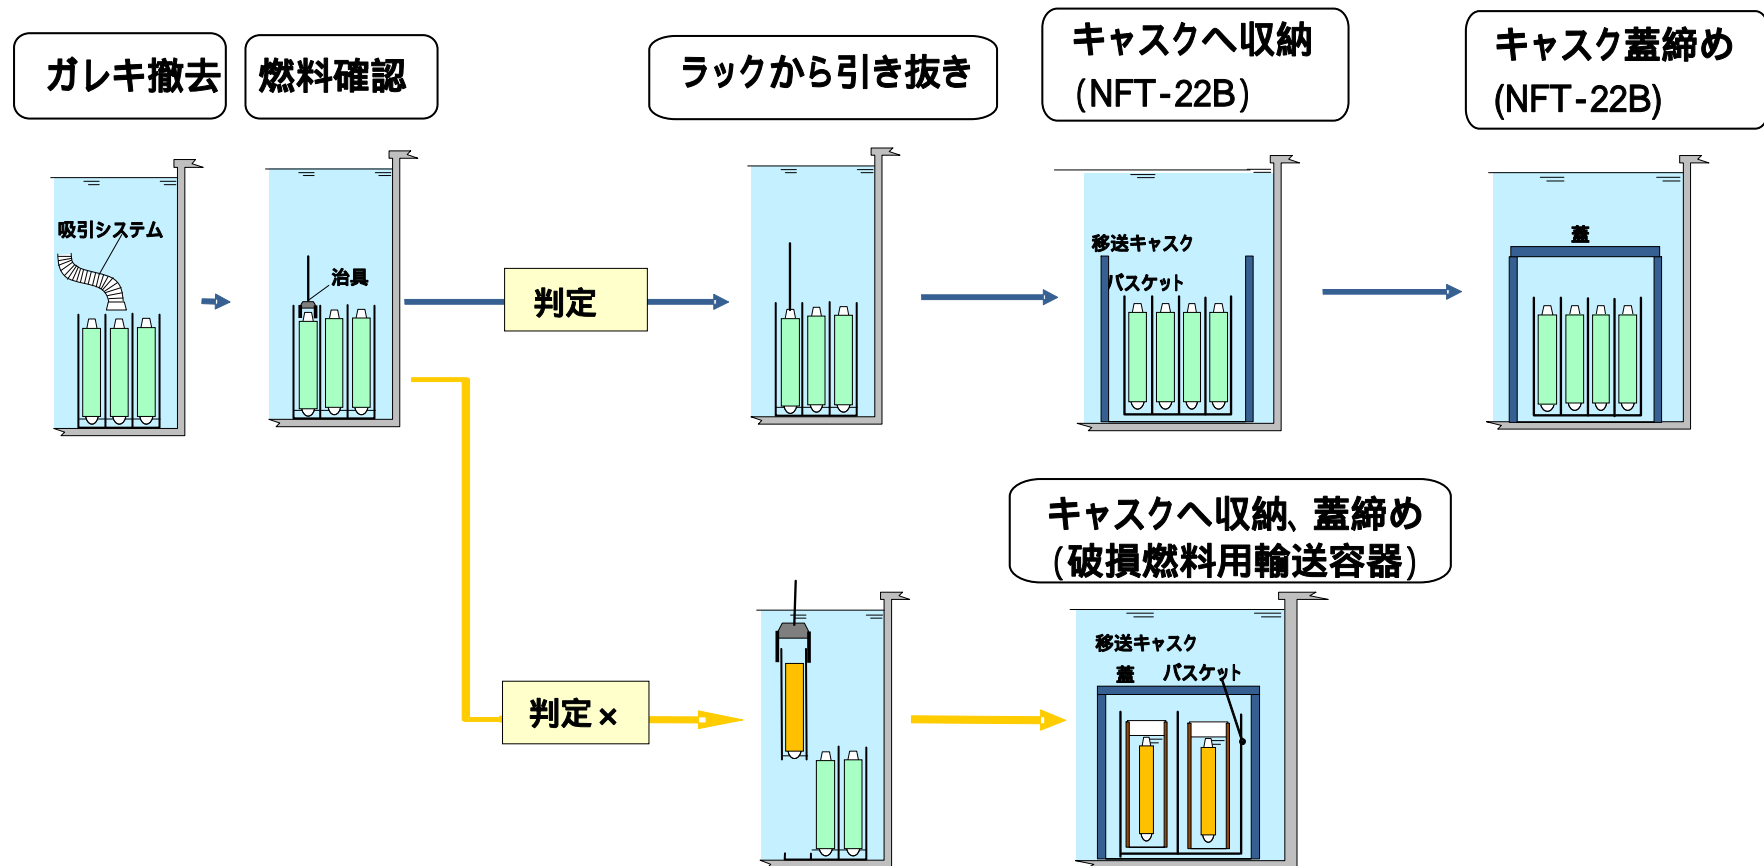 ガレキ撤去
燃料確認
ラックから引き抜き
キャスクへ収納
(NFT-22B)
キャスク蓋締め
(NFT-22B)
吸引システム
治具
判定
移送キャスク
バスケット
蓋
キャスクへ収納、蓋締め
(破損燃料用輸送容器)
判定×
移送キャスク
蓋 バスケット